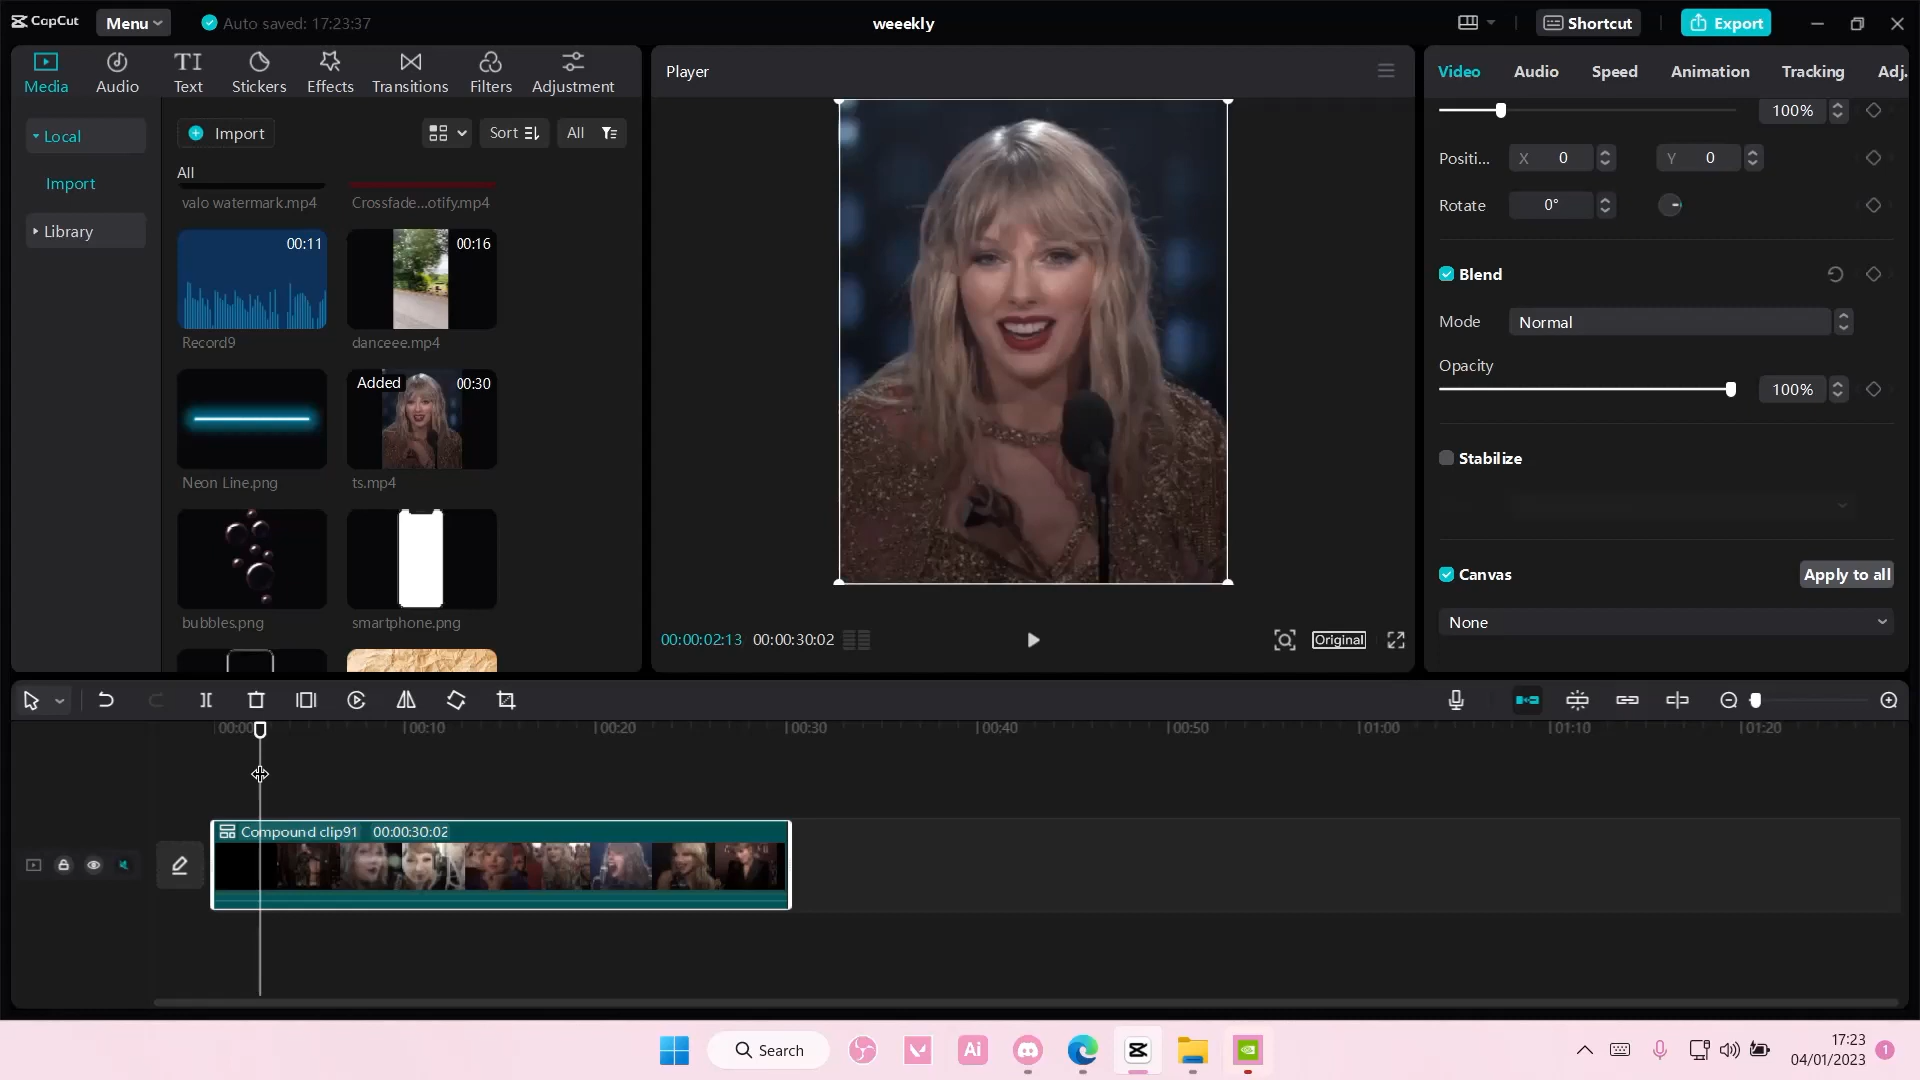 CapCut Menu Auto saved: 17:23:37 weeekly Shortcut Export
Media Audio Text Stickers Effects Transitions Filters Adjustment
Local
Import
Library
Import Sort All
All
valo watermark.mp4 Crossfade...otify.mp4
00:11 00:16
Record9 danceee.mp4
Added 00:30
Neon Line.png ts.mp4
bubbles.png smartphone.png
Player
00:00:02:13 00:00:30:02 Original
Video Audio Speed Animation Tracking Adj.
100%
Positi... X 0 Y 0
Rotate 0°
Blend
Mode Normal
Opacity
100%
Stabilize
Canvas Apply to all
None
00:00 00:10 00:20 00:30 00:40 00:50 01:00 01:10 01:20
Compound clip91 00:00:30:02
Search Ai 17:23
04/01/2023 1